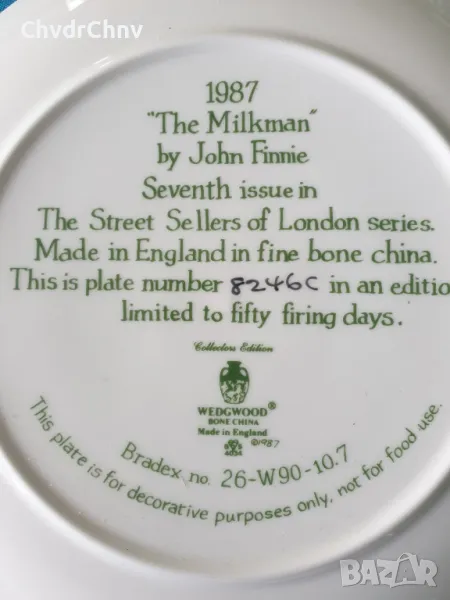 ChvdrChnv
1987
"The Milkman"
by John Finnie
Seventh issue in
The Street Sellers of London series.
Made in England in fine bone china.
This is plate number 8246C in an editio
limited to fifty firing days.
Collectors Edition
WEDGWOOD®
BONE CHINA
Made in England
©1987
4054
Bradex no. 26-W90-10.7
This plate is for decorative purposes only, not for food use.
BAZAR